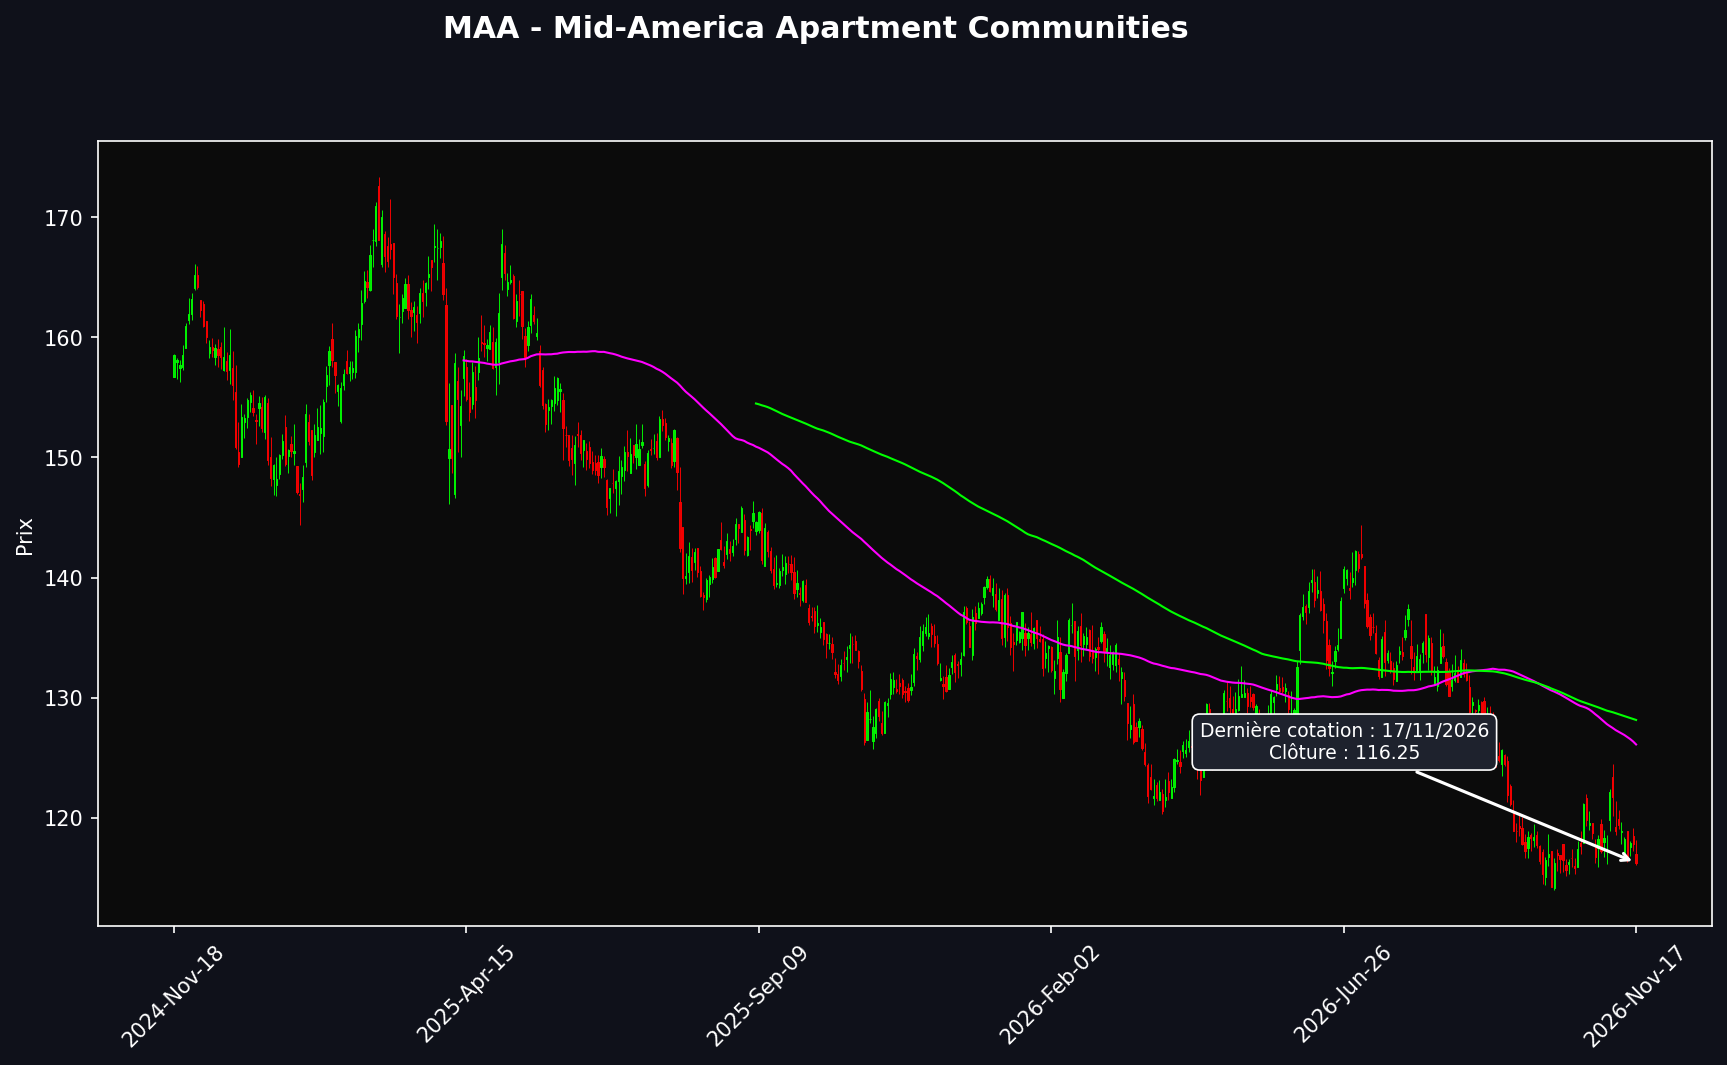 MAA - Mid-America Apartment Communities
170
160
150
140
130
120
Prix
Dernière cotation : 17/11/2026
Clôture : 116.25
2024-Nov-18
2025-Apr-15
2025-Sep-09
2026-Feb-02
2026-Jun-26
2026-Nov-17